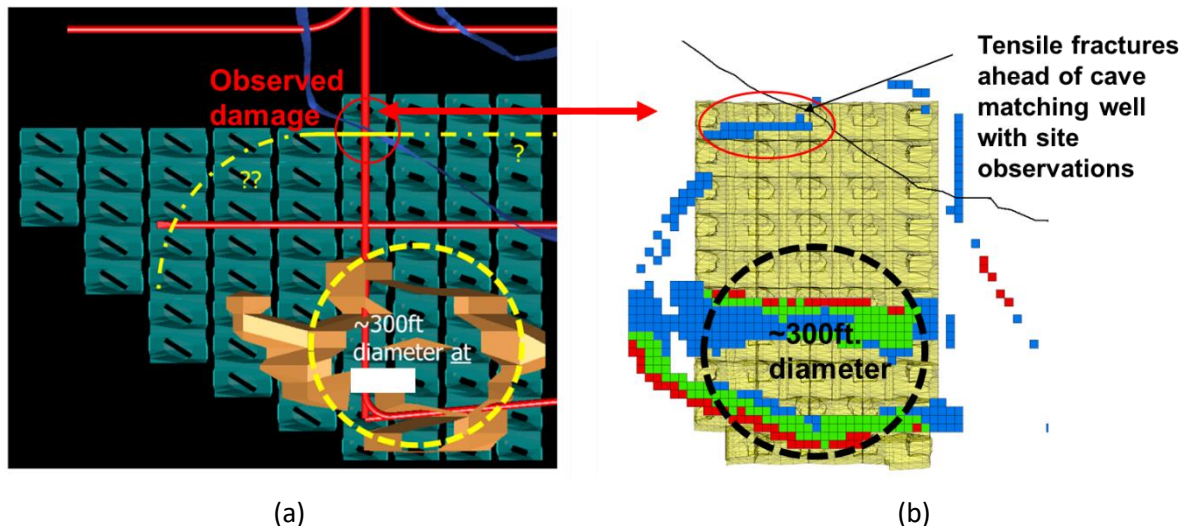 Observed
damage
??
?
~300ft
diameter at
Tensile fractures
ahead of cave
matching well
with site
observations
~300ft.
diameter
(a)
(b)